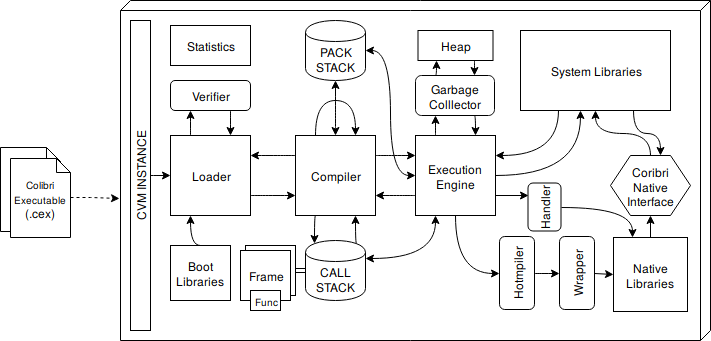 Statistics
PACK
STACK
Heap
System Libraries
Verifier
Garbage
Colllector
CVM INSTANCE
Colibri
Executable
(.cex)
Loader
Compiler
Execution
Engine
Handler
Coribri
Native
Interface
Boot
Libraries
Frame
Func
CALL
STACK
Hotmpiler
Wrapper
Native
Libraries